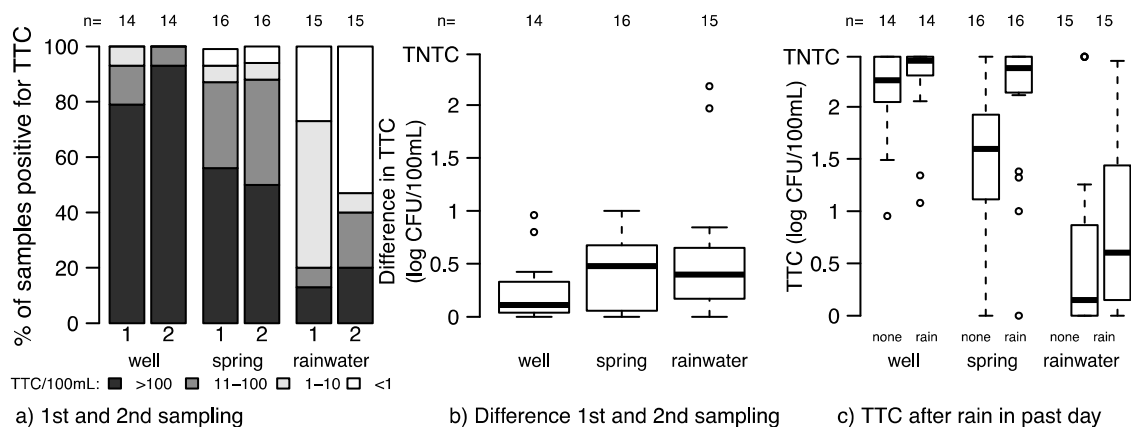 n= 14 14 16 16 15 15
% of samples positive for TTC
100
80
60
40
20
0
1 2 1 2 1 2
well spring rainwater
TTC/100mL: >100 11–100 1–10 <1
a) 1st and 2nd sampling
n= 14 16 15
Difference in TTC
(log CFU/100mL)
TNTC
2
1.5
1
0.5
0
well spring rainwater
b) Difference 1st and 2nd sampling
n= 14 14 16 16 15 15
TTC (log CFU/100mL)
TNTC
2
1.5
1
0.5
0
none rain none rain none rain
well spring rainwater
c) TTC after rain in past day